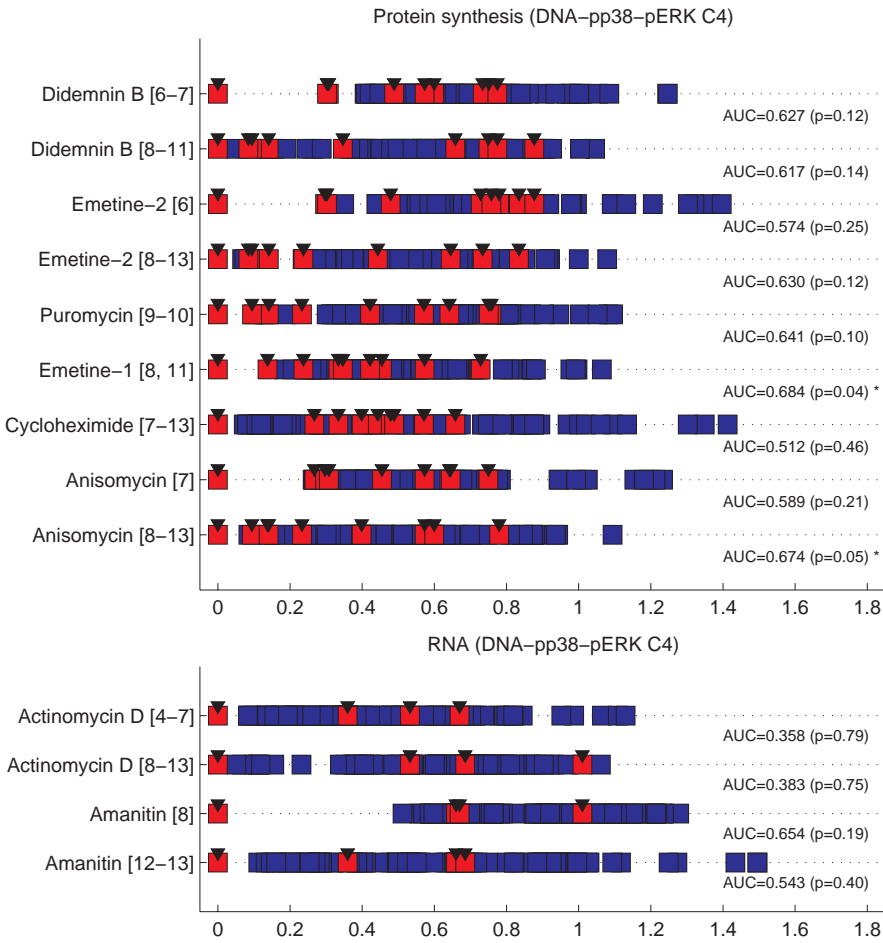 Protein synthesis (DNA−pp38−pERK C4)
Didemnin B [6−7]
AUC=0.627 (p=0.12)
Didemnin B [8−11]
AUC=0.617 (p=0.14)
Emetine−2 [6]
AUC=0.574 (p=0.25)
Emetine−2 [8−13]
AUC=0.630 (p=0.12)
Puromycin [9−10]
AUC=0.641 (p=0.10)
Emetine−1 [8, 11]
AUC=0.684 (p=0.04) *
Cycloheximide [7−13]
AUC=0.512 (p=0.46)
Anisomycin [7]
AUC=0.589 (p=0.21)
Anisomycin [8−13]
AUC=0.674 (p=0.05) *
0 0.2 0.4 0.6 0.8 1 1.2 1.4 1.6 1.8
RNA (DNA−pp38−pERK C4)
Actinomycin D [4−7]
AUC=0.358 (p=0.79)
Actinomycin D [8−13]
AUC=0.383 (p=0.75)
Amanitin [8]
AUC=0.654 (p=0.19)
Amanitin [12−13]
AUC=0.543 (p=0.40)
0 0.2 0.4 0.6 0.8 1 1.2 1.4 1.6 1.8